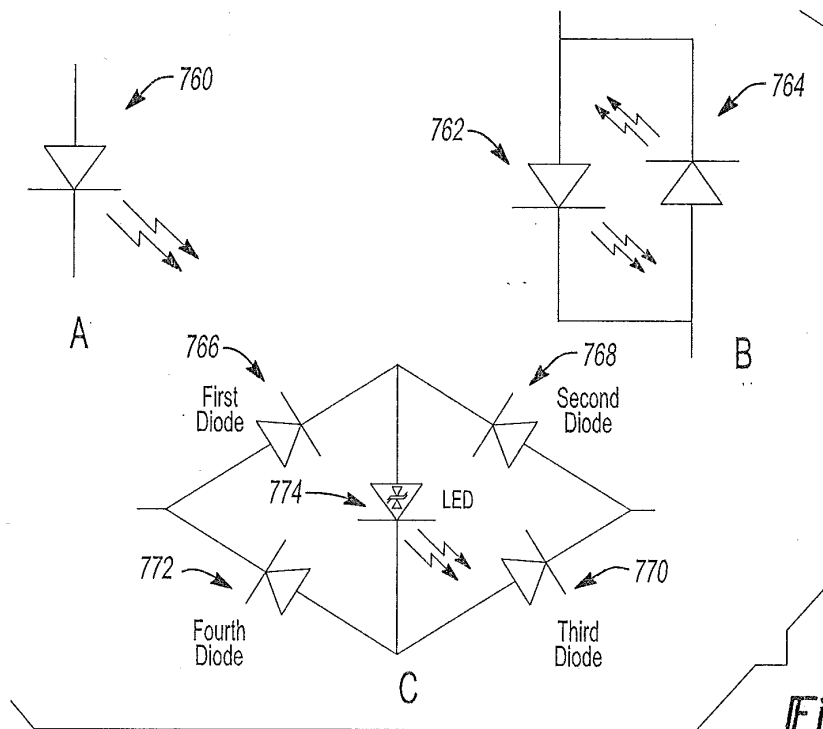 760
762
764
A
B
766
768
First
Diode
Second
Diode
774
LED
772
770
Fourth
Diode
Third
Diode
C